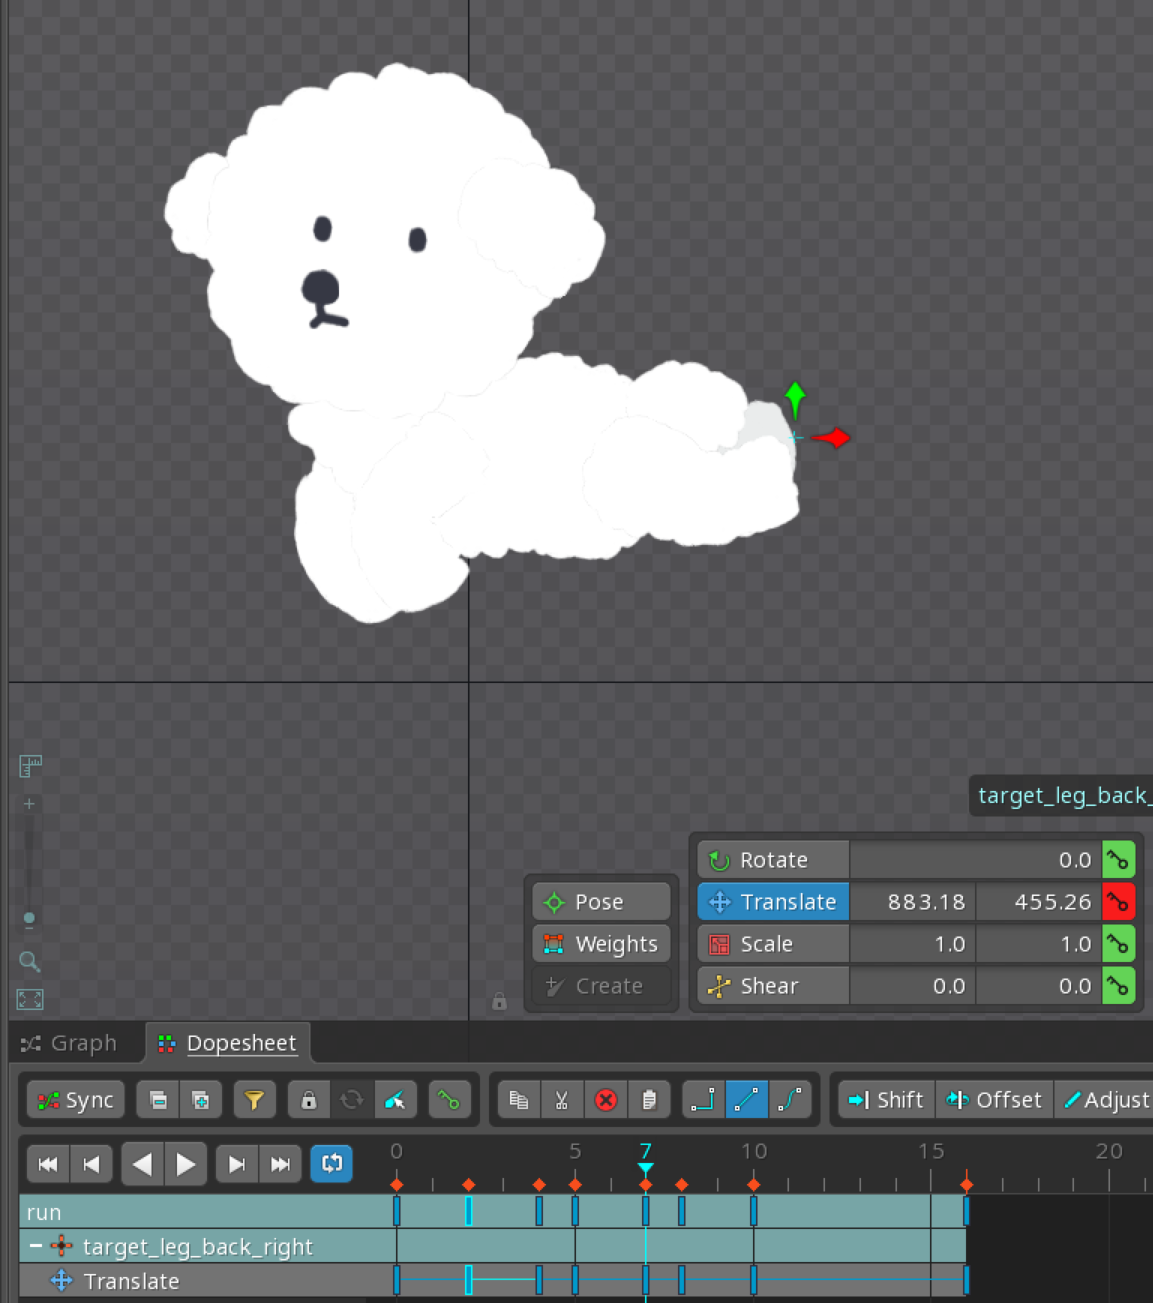 target_leg_back_
Rotate 0.0
Pose Translate 883.18 455.26
Weights Scale 1.0 1.0
Create Shear 0.0 0.0
Graph Dopesheet
Sync Shift Offset Adjust
0 5 7 10 15 20
run
target_leg_back_right
Translate